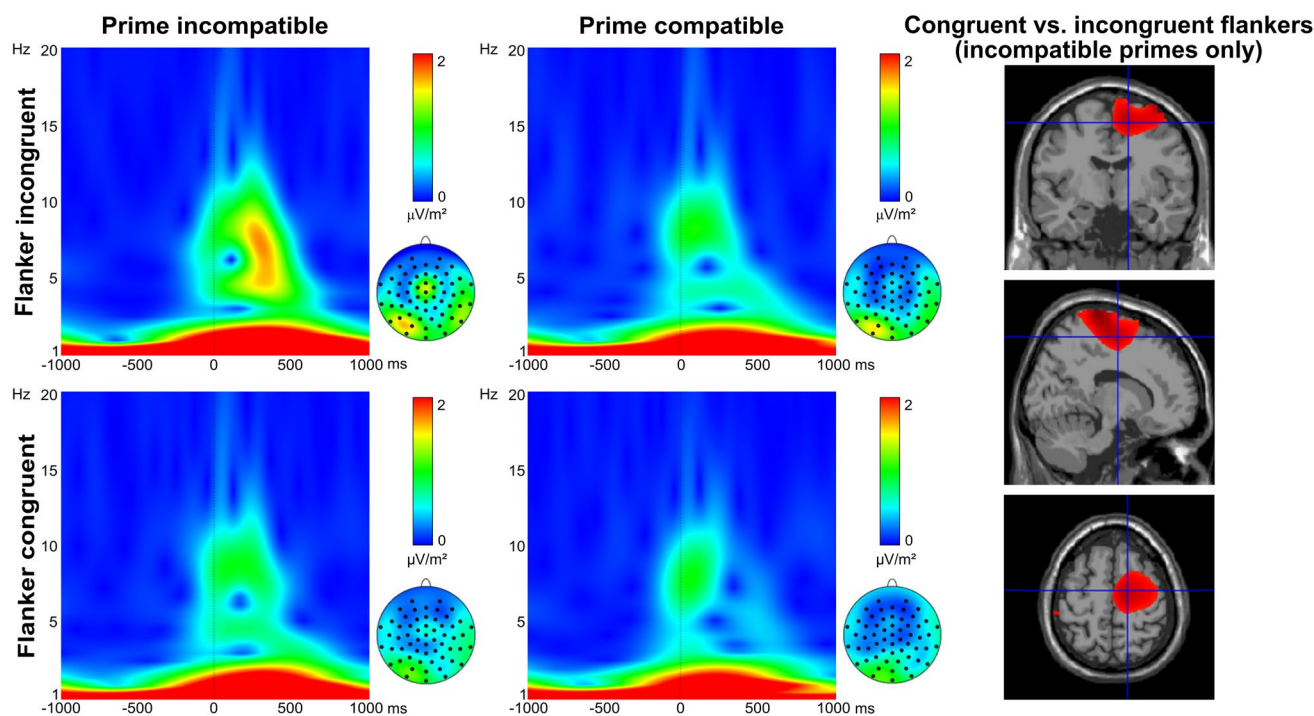 Prime incompatible
Prime compatible
Congruent vs. incongruent flankers
(incompatible primes only)
Flanker incongruent
Hz
20
15
10
5
1
-1000
-500
0
500
1000 ms
2
0
µV/m²
Hz
20
15
10
5
1
-1000
-500
0
500
1000 ms
2
0
µV/m²
Flanker congruent
Hz
20
15
10
5
1
-1000
-500
0
500
1000 ms
2
0
µV/m²
Hz
20
15
10
5
1
-1000
-500
0
500
1000 ms
2
0
µV/m²